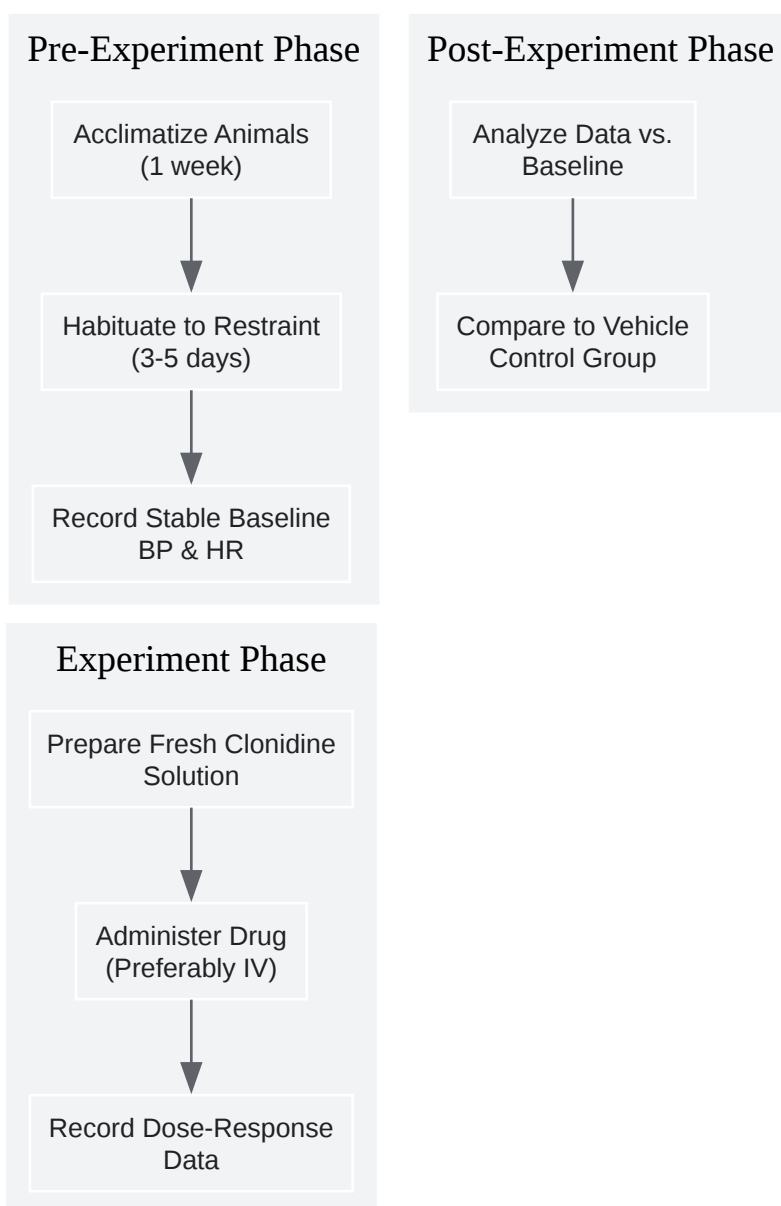 Pre-Experiment Phase
Acclimatize Animals
(1 week)
Habituate to Restraint
(3-5 days)
Record Stable Baseline
BP & HR
Post-Experiment Phase
Analyze Data vs.
Baseline
Compare to Vehicle
Control Group
Experiment Phase
Prepare Fresh Clonidine
Solution
Administer Drug
(Preferably IV)
Record Dose-Response
Data